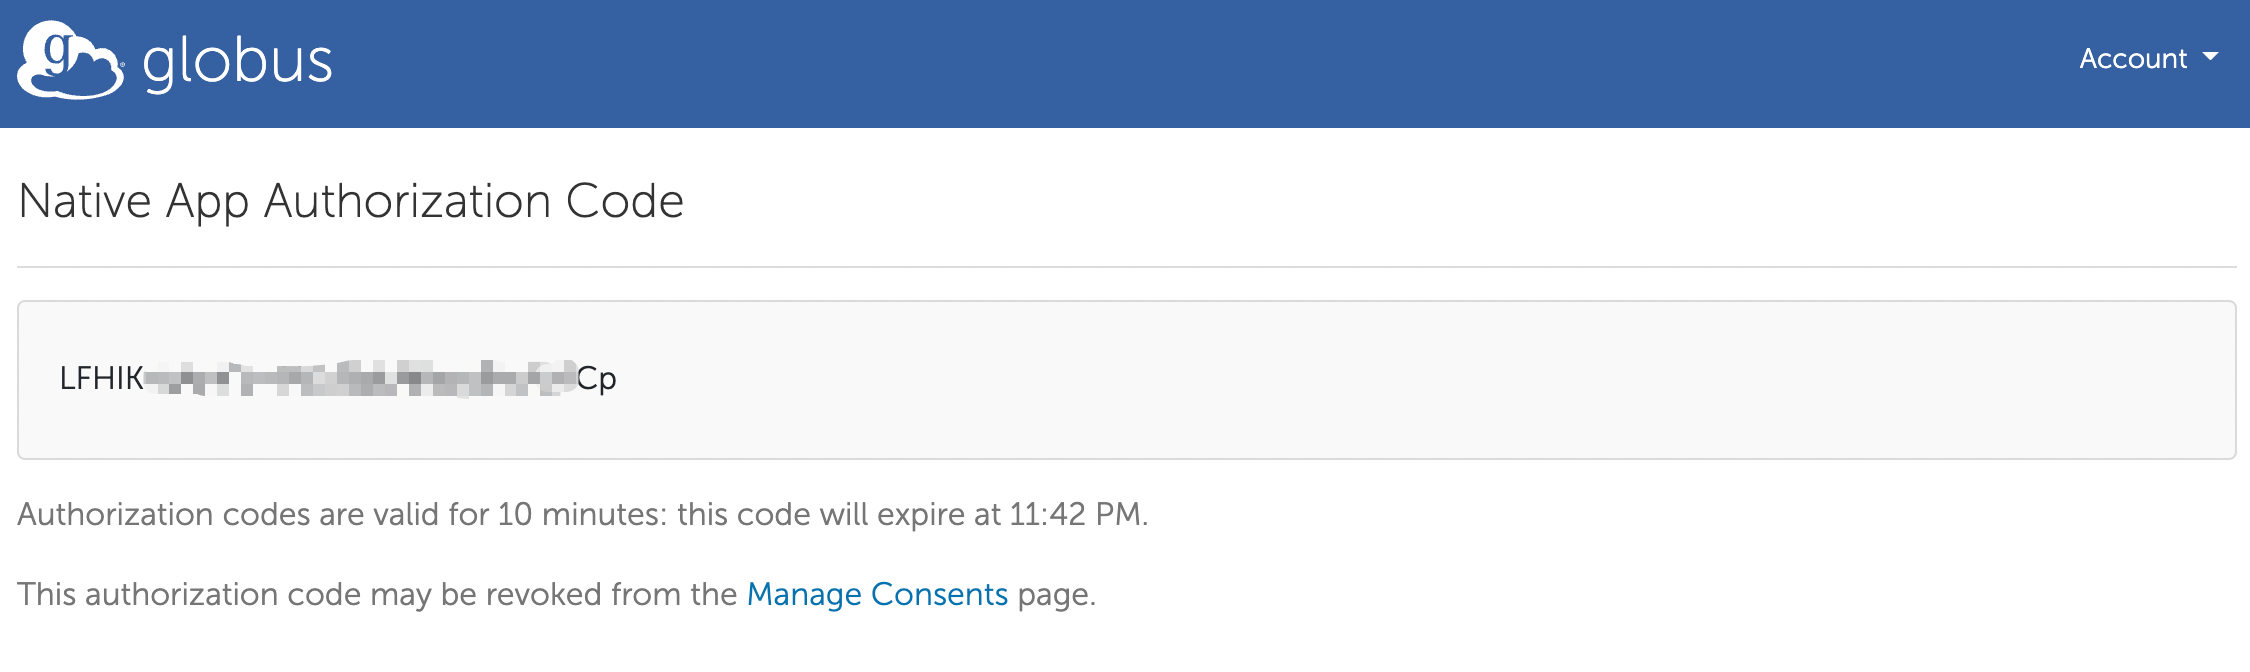 globus
Account
Native App Authorization Code
LFHIK Cp
Authorization codes are valid for 10 minutes: this code will expire at 11:42 PM.
This authorization code may be revoked from the Manage Consents page.